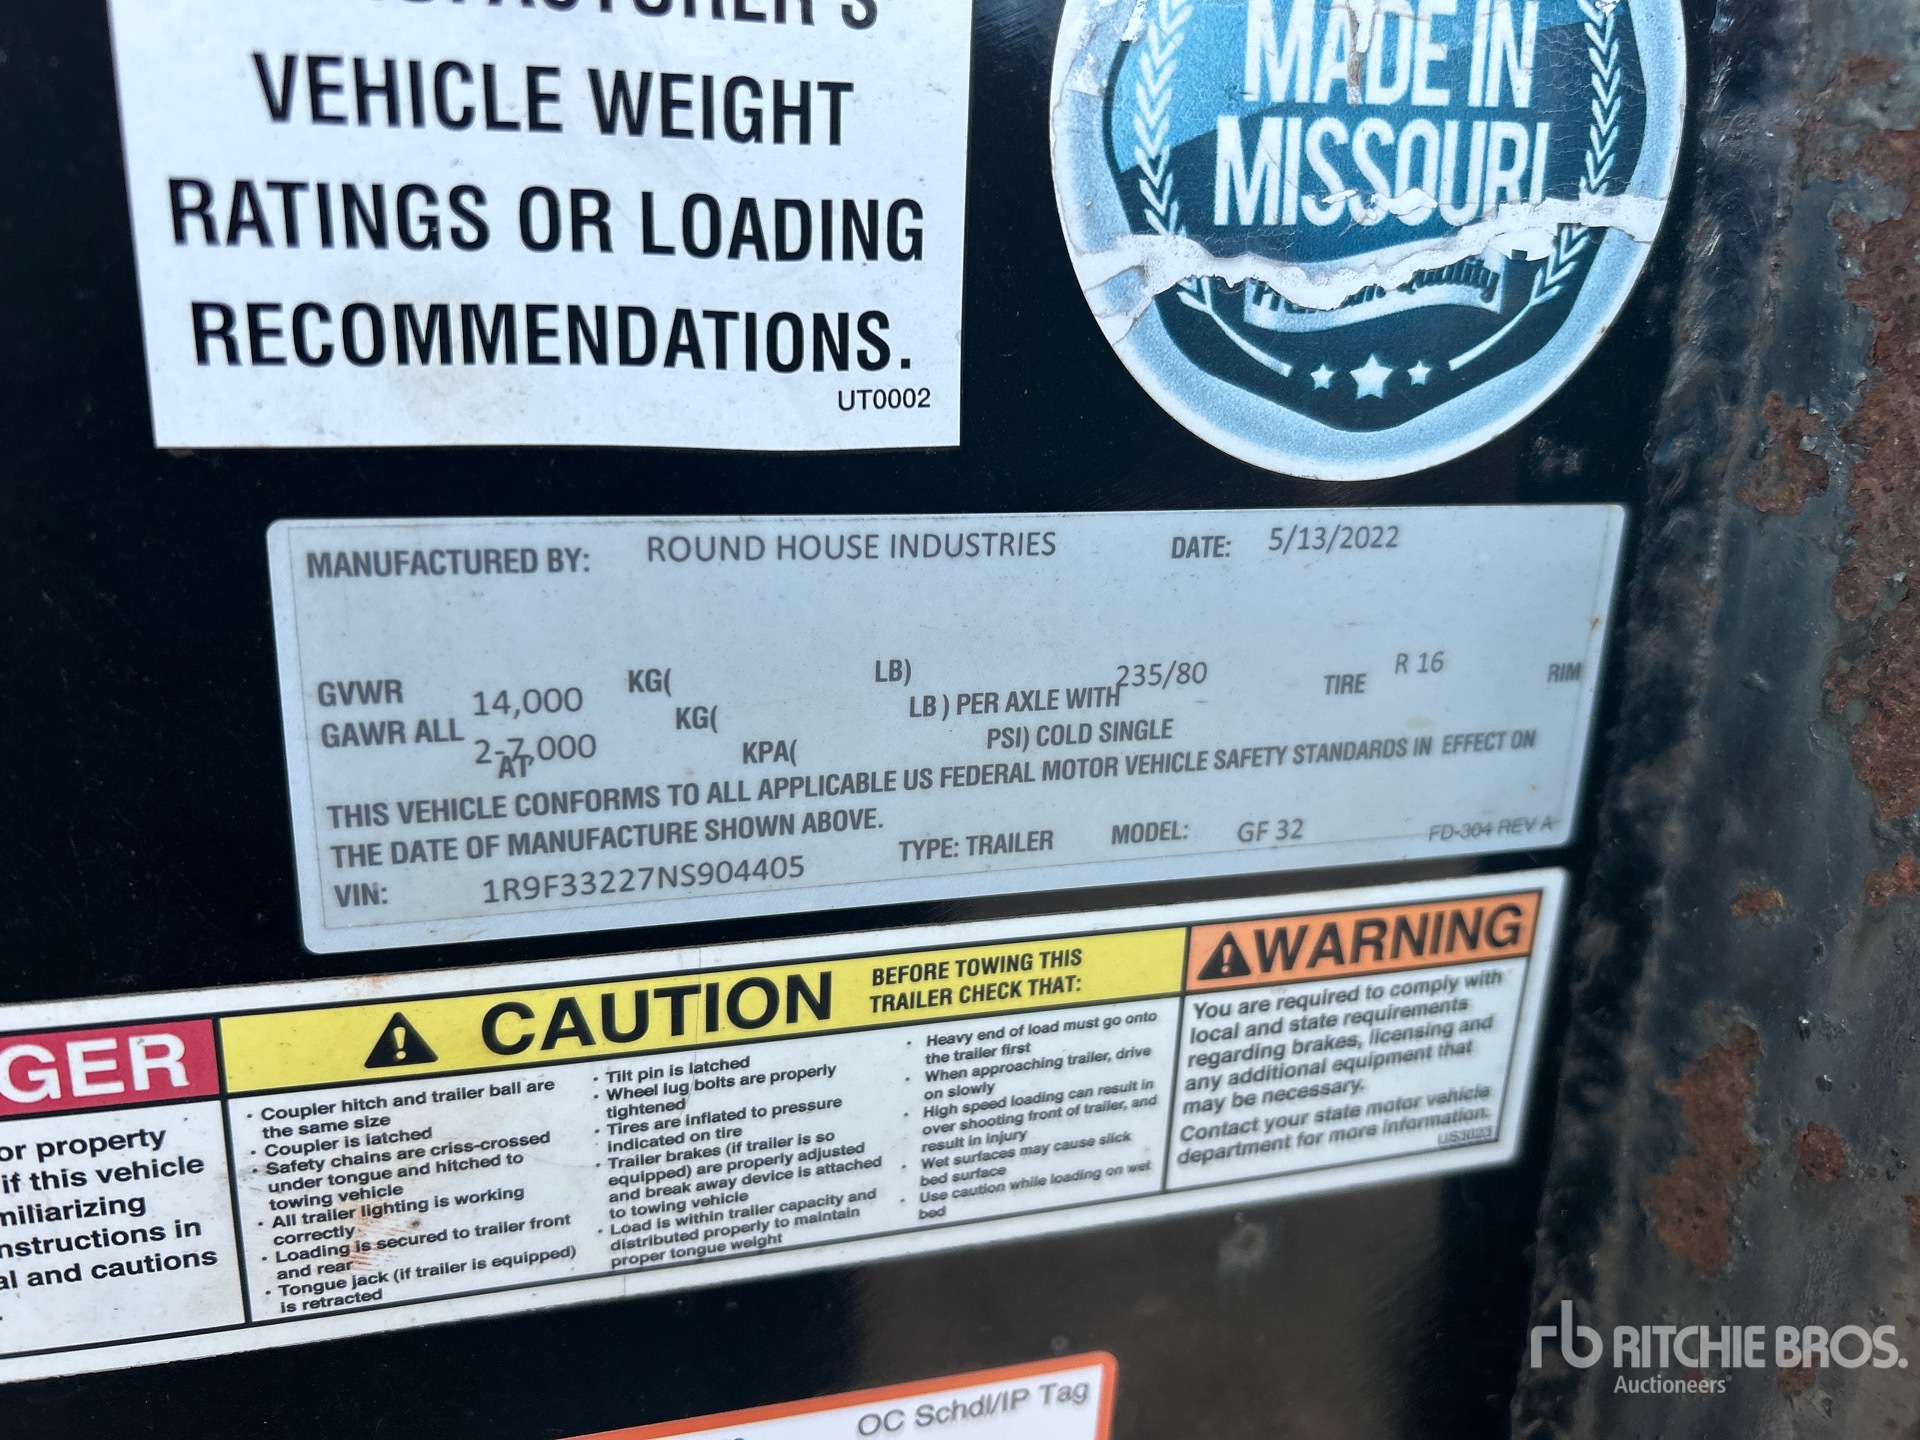 MANUFACTURER'S
VEHICLE WEIGHT
RATINGS OR LOADING
RECOMMENDATIONS.
UT0002
MADE IN
MISSOURI
Premium Quality
MANUFACTURED BY: ROUND HOUSE INDUSTRIES DATE: 5/13/2022
GVWR 14,000 KG( LB) 235/80 TIRE R 16 RIM
GAWR ALL 2-7,000 KG( LB ) PER AXLE WITH
AT KPA( PSI) COLD SINGLE
THIS VEHICLE CONFORMS TO ALL APPLICABLE US FEDERAL MOTOR VEHICLE SAFETY STANDARDS IN EFFECT ON
THE DATE OF MANUFACTURE SHOWN ABOVE.
VIN: 1R9F33227NS904405 TYPE: TRAILER MODEL: GF 32 FD-304 REV A
GER
or property
if this vehicle
miliarizing
nstructions in
al and cautions
CAUTION
BEFORE TOWING THIS
TRAILER CHECK THAT:
• Coupler hitch and trailer ball are
the same size
• Coupler is latched
• Safety chains are criss-crossed
under tongue and hitched to
towing vehicle
• All trailer lighting is working
correctly
• Loading is secured to trailer front
and rear
• Tongue jack (if trailer is equipped)
is retracted
• Tilt pin is latched
• Wheel lug bolts are properly
tightened
• Tires are inflated to pressure
indicated on tire
• Trailer brakes (if trailer is so
equipped) are properly adjusted
and break away device is attached
to towing vehicle
• Load is within trailer capacity and
distributed properly to maintain
proper tongue weight
• Heavy end of load must go onto
the trailer first
• When approaching trailer, drive
on slowly
• High speed loading can result in
over shooting front of trailer, and
result in injury
• Wet surfaces may cause slick
bed surface
• Use caution while loading on wet
bed
WARNING
You are required to comply with
local and state requirements
regarding brakes, licensing and
any additional equipment that
may be necessary.
Contact your state motor vehicle
department for more information.
US3023
OC Schdl/IP Tag
rb RITCHIE BROS.
Auctioneers